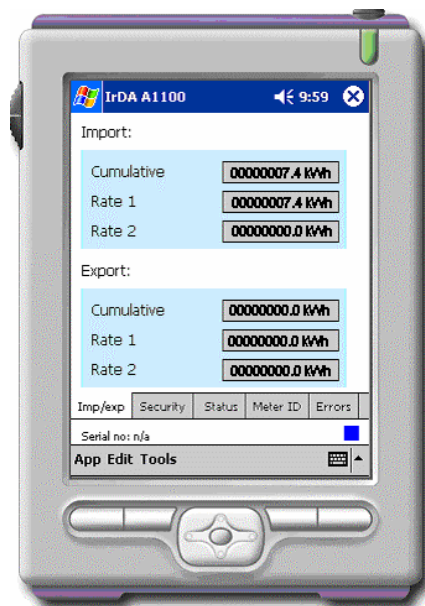 IrDA A1100 9:59
Import:
Cumulative 00000007.4 kWh
Rate 1 00000007.4 kWh
Rate 2 00000000.0 kWh
Export:
Cumulative 00000000.0 kWh
Rate 1 00000000.0 kWh
Rate 2 00000000.0 kWh
Imp/exp Security Status Meter ID Errors
Serial no: n/a
App Edit Tools